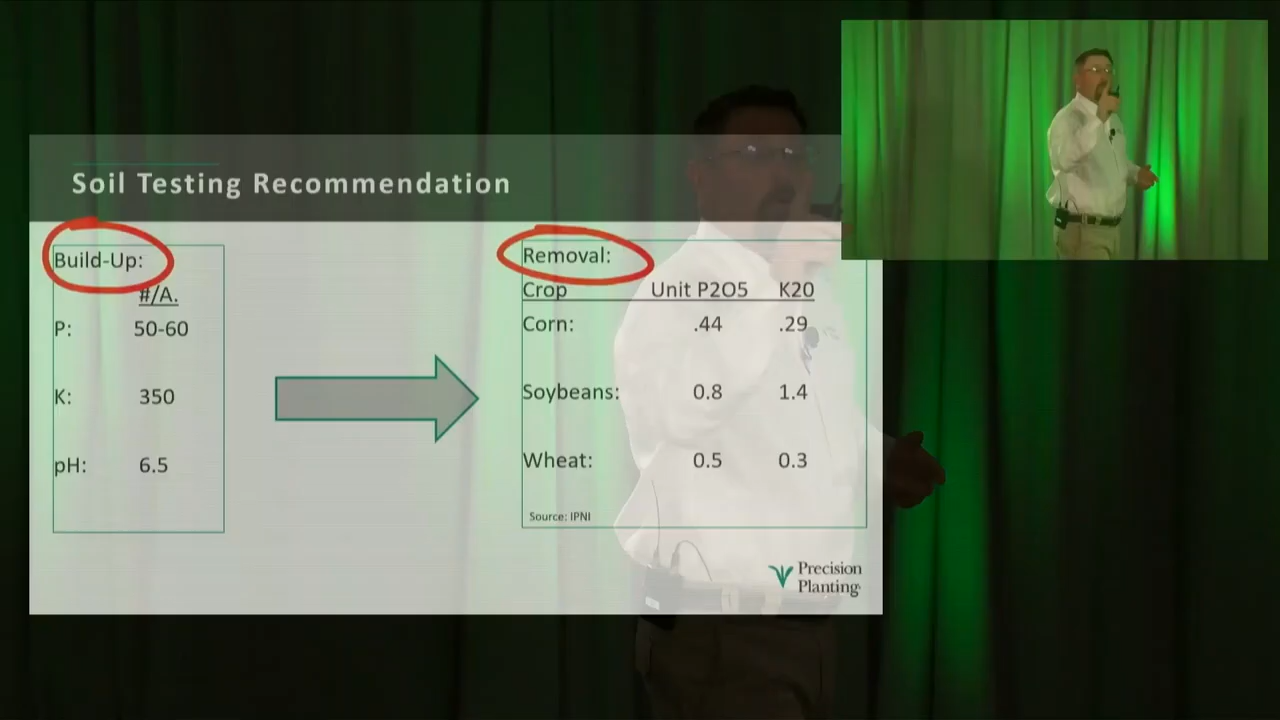 Soil Testing Recommendation
Build-Up:
#/A.
P: 50-60
K: 350
pH: 6.5
Removal:
Crop Unit P2O5 K20
Corn: .44 .29
Soybeans: 0.8 1.4
Wheat: 0.5 0.3
Source: IPNI
Precision
Planting